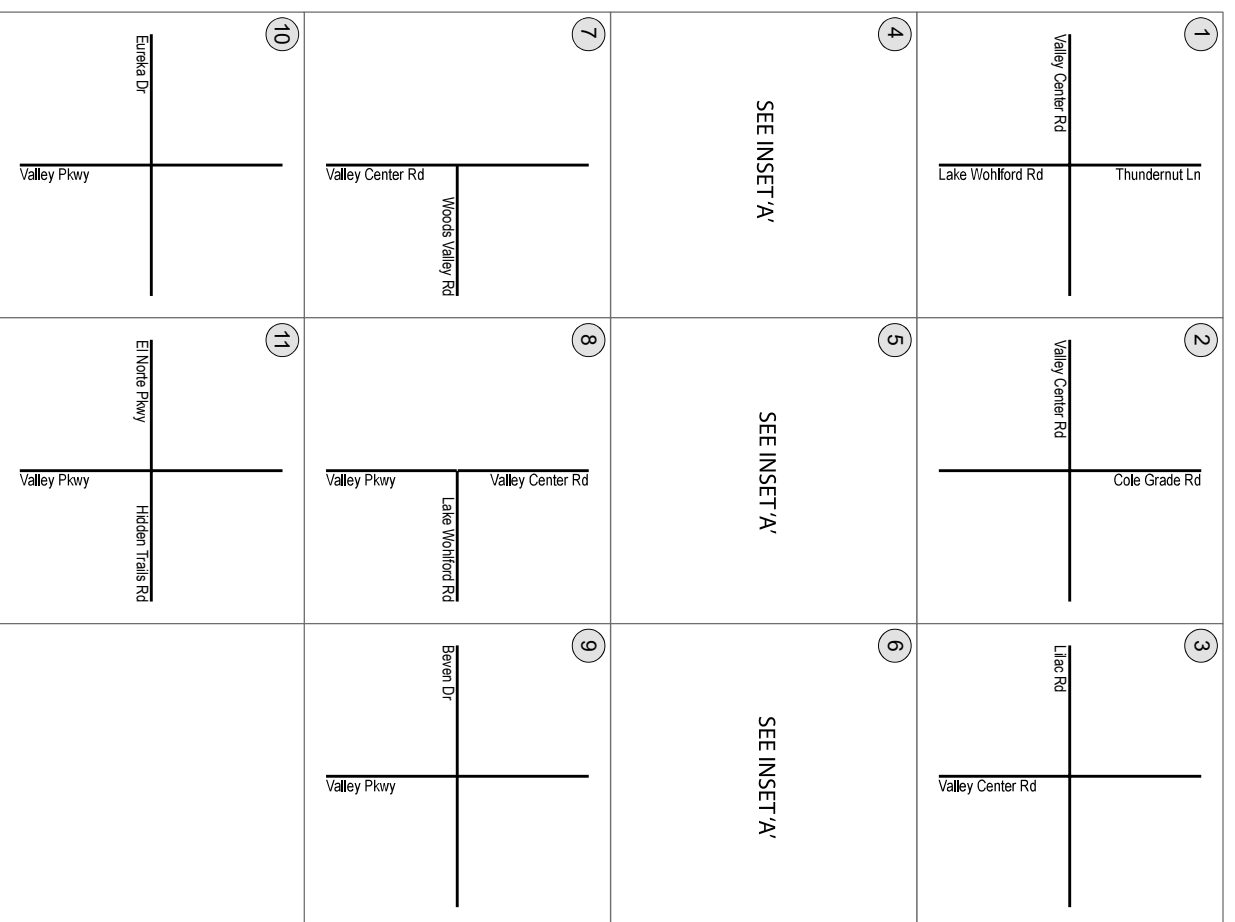 1
Valley Center Rd
Lake Wohlford Rd
Thundernut Ln
2
Valley Center Rd
Cole Grade Rd
3
Lilac Rd
Valley Center Rd
4
SEE INSET 'A'
5
SEE INSET 'A'
6
SEE INSET 'A'
7
Valley Center Rd
Woods Valley Rd
8
Valley Pkwy
Valley Center Rd
Lake Wohlford Rd
9
Beven Dr
Valley Pkwy
10
Eureka Dr
Valley Pkwy
11
El Norte Pkwy
Valley Pkwy
Hidden Trails Rd